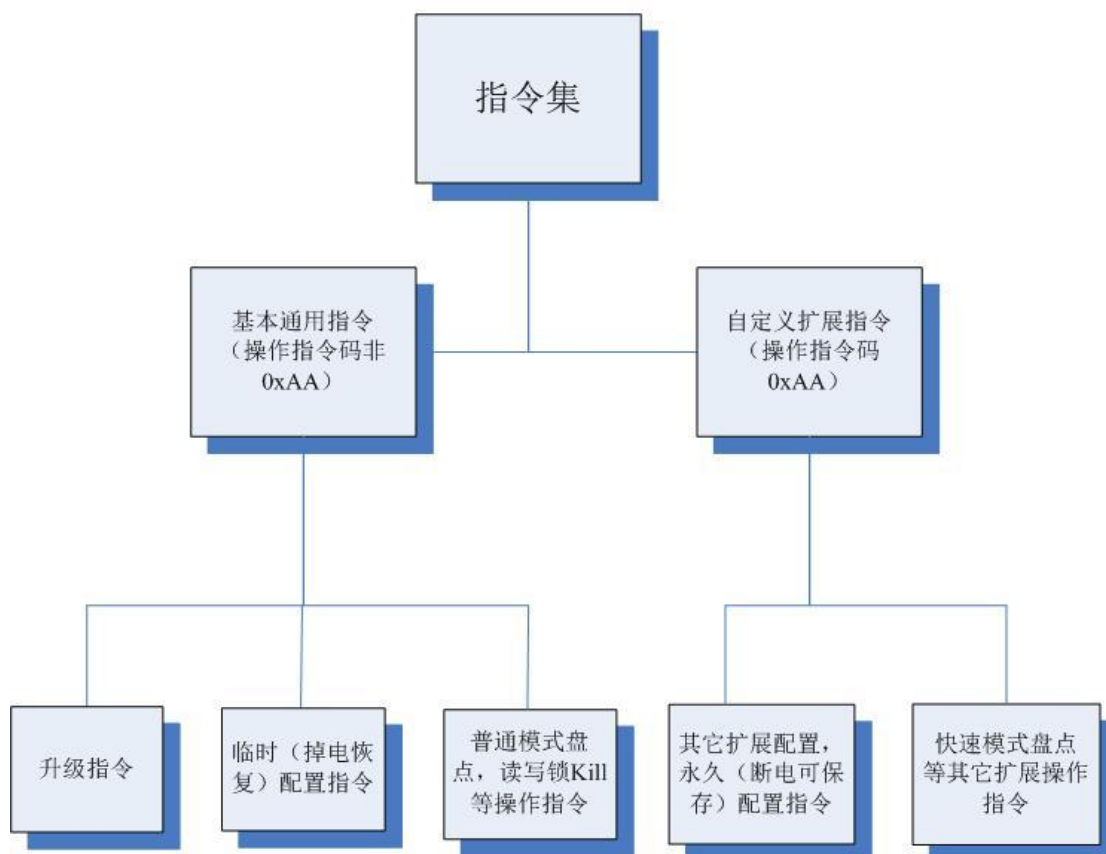 指令集
基本通用指令
（操作指令码非
0xAA）
自定义扩展指令
（操作指令码
0xAA）
升级指令
临时（掉电恢
复）配置指令
普通模式盘
点，读写锁Kill
等操作指令
其它扩展配置，
永久（断电可保
存）配置指令
快速模式盘点
等其它扩展操作
指令